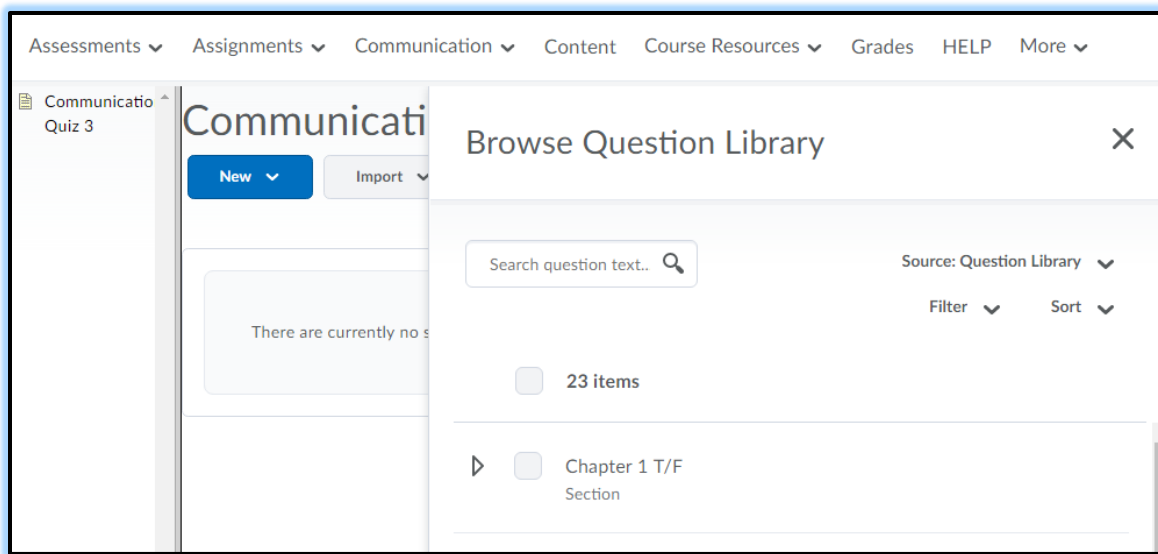 Assessments Assignments Communication Content Course Resources Grades HELP More
Communicatio
Quiz 3
Communicati
New Import
There are currently no s
Browse Question Library
Search question text.. Source: Question Library
Filter Sort
23 items
Chapter 1 T/F
Section